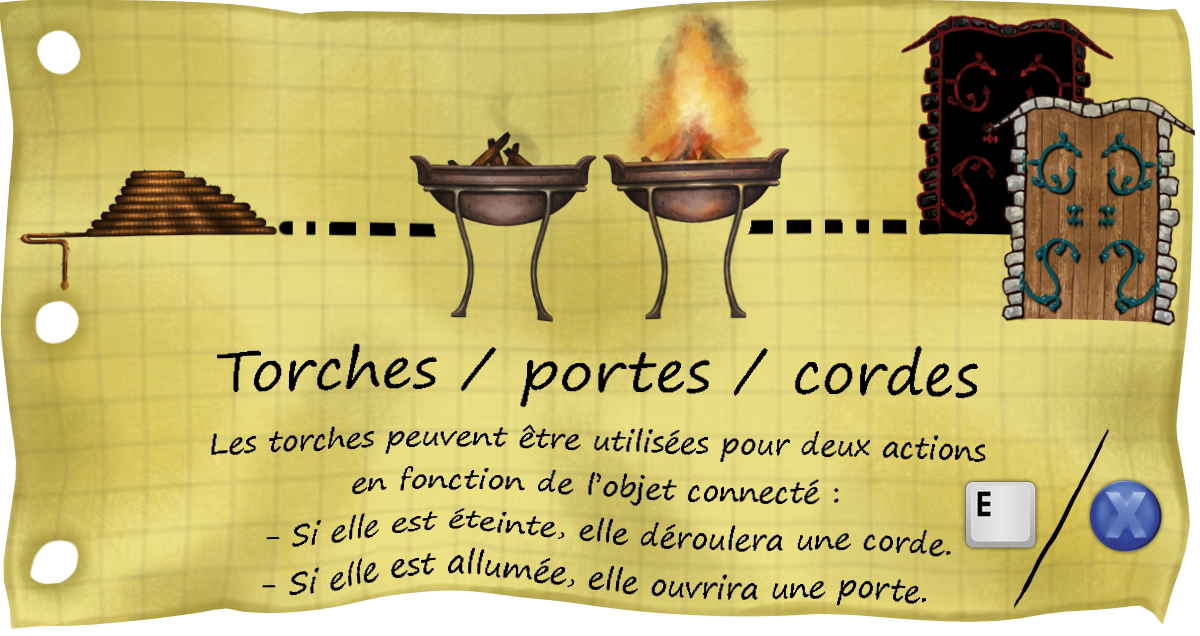 Torches / portes / cordes
Les torches peuvent être utilisées pour deux actions
en fonction de l'objet connecté :
- Si elle est éteinte, elle déroulera une corde.
- Si elle est allumée, elle ouvrira une porte.
E / X